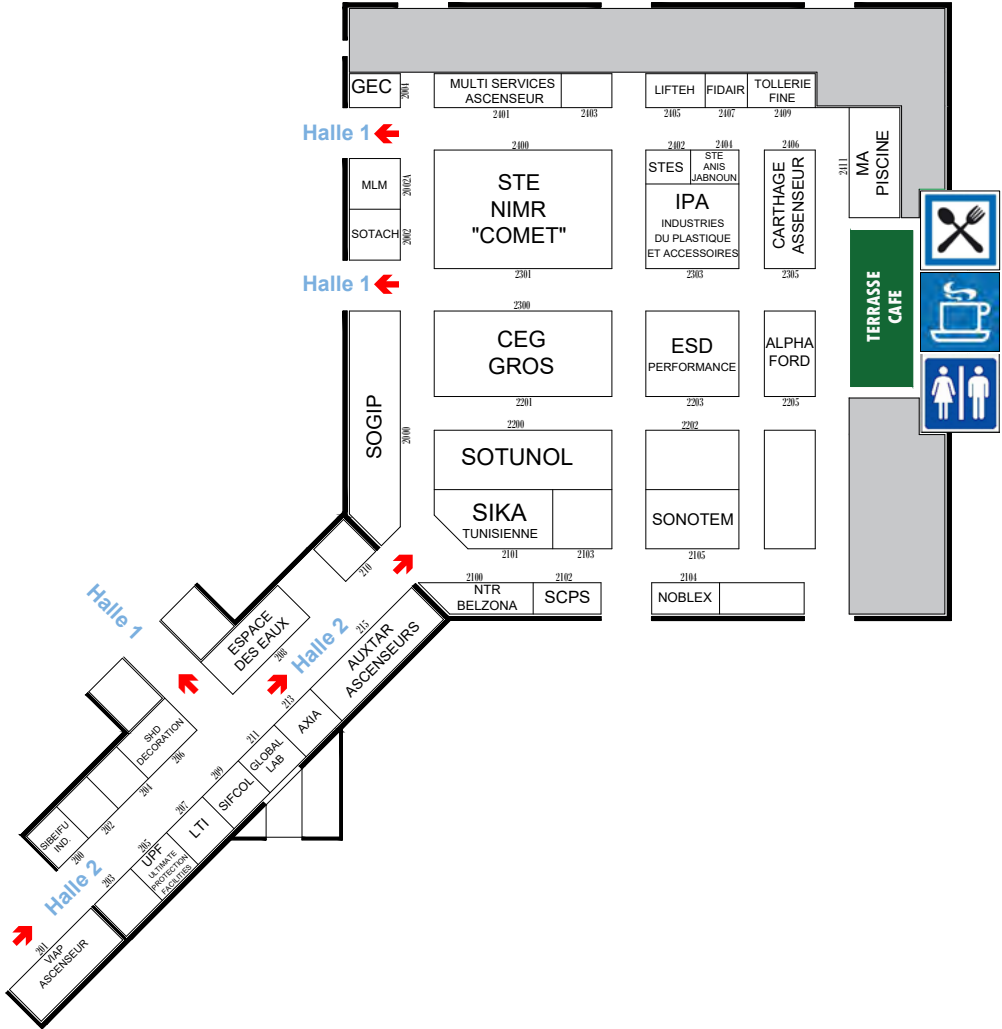 GEC
2004
MULTI SERVICES
ASCENSEUR
2401
2403
LIFTEH
2405
FIDAIR
2407
TOLLERIE
FINE
2409
Halle 1
2400
2402
2404
2406
2411
MA
PISCINE
MLM
2002A
SOTACH
2002
STE
NIMR
"COMET"
2301
STES
STE
ANIS
JABNOUN
IPA
INDUSTRIES
DU PLASTIQUE
ET ACCESSOIRES
2303
CARTHAGE
ASSENSEUR
2305
TERRASSE
CAFE
Halle 1
2300
CEG
GROS
2201
ESD
PERFORMANCE
2203
ALPHA
FORD
2205
SOGIP
2000
2200
SOTUNOL
SIKA
TUNISIENNE
2101
2103
2202
SONOTEM
2105
2100
NTR
BELZONA
2102
SCPS
2104
NOBLEX
210
Halle 1
ESPACE
DES EAUX
208
Halle 2
215
AUXTAR
ASCENSEURS
213
AXIA
211
GLOBAL
LAB
SHD
DECORATION
206
209
SIFCOL
204
207
LTI
202
205
UPF
ULTIMATE
PROTECTION
FACILITIES
SIBEIFU
IND.
200
203
Halle 2
201
VIAP
ASCENSEUR